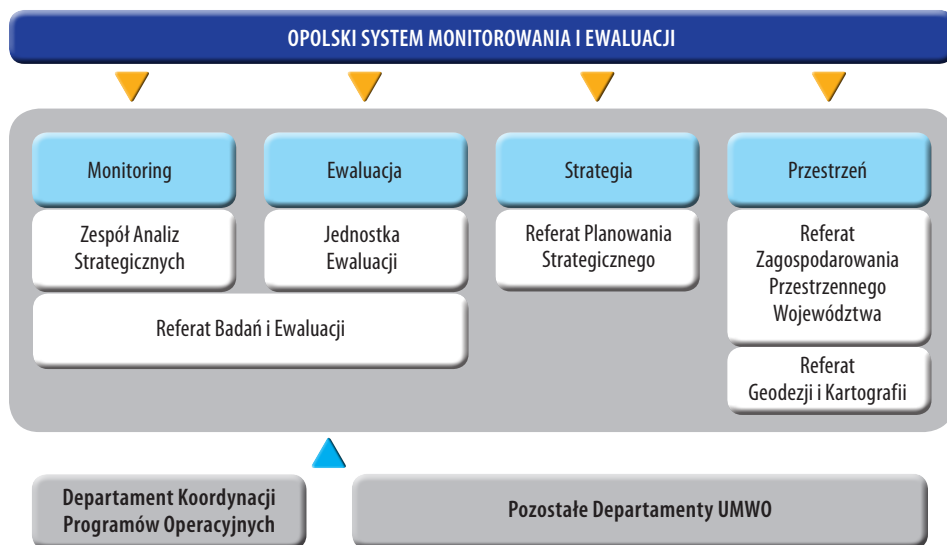 OPOLSKI SYSTEM MONITOROWANIA I EWALUACJI
Monitoring
Ewaluacja
Strategia
Przestrzeń
Zespół Analiz
Strategicznych
Jednostka
Ewaluacji
Referat Planowania
Strategicznego
Referat
Zagospodarowania
Przestrzennego
Województwa
Referat Badań i Ewaluacji
Referat
Geodezji i Kartografii
Departament Koordynacji
Programów Operacyjnych
Pozostałe Departamenty UMWO